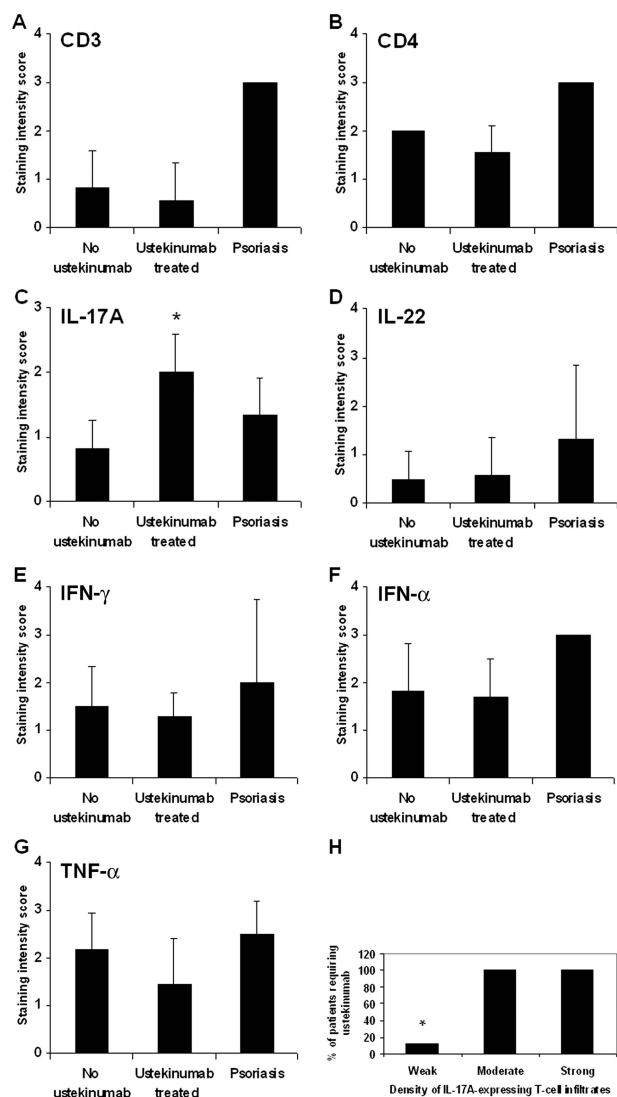 A
CD3
Staining intensity score
4
3
2
1
0
No ustekinumab
Ustekinumab treated
Psoriasis
B
CD4
Staining intensity score
4
3
2
1
0
No ustekinumab
Ustekinumab treated
Psoriasis
C
IL-17A
Staining intensity score
3
2
1
0
*
No ustekinumab
Ustekinumab treated
Psoriasis
D
IL-22
Staining intensity score
4
3
2
1
0
No ustekinumab
Ustekinumab treated
Psoriasis
E
IFN-γ
Staining intensity score
4
3
2
1
0
No ustekinumab
Ustekinumab treated
Psoriasis
F
IFN-α
Staining intensity score
4
3
2
1
0
No ustekinumab
Ustekinumab treated
Psoriasis
G
TNF-α
Staining intensity score
4
3
2
1
0
No ustekinumab
Ustekinumab treated
Psoriasis
H
% of patients requiring
ustekinumab
120
100
80
60
40
20
0
*
Weak
Moderate
Strong
Density of IL-17A-expressing T-cell infiltrates